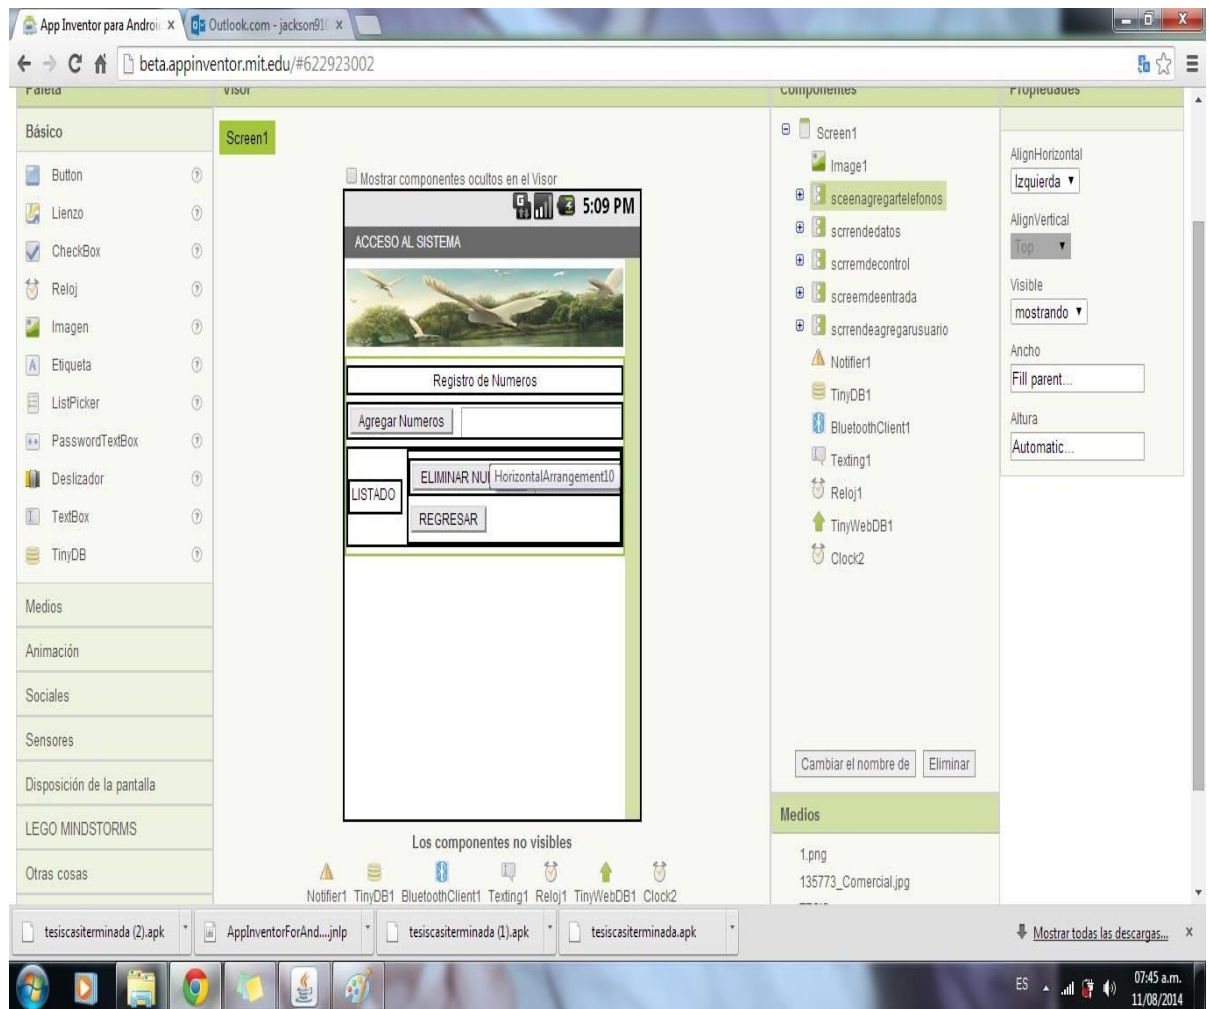 App Inventor para Androi
Outlook.com - jackson91
beta.appinventor.mit.edu/#622923002
Paleta
Visor
Componentes
Propiedades
Básico
Button
Lienzo
CheckBox
Reloj
Imagen
Etiqueta
ListPicker
PasswordTextBox
Deslizador
TextBox
TinyDB
Medios
Animación
Sociales
Sensores
Disposición de la pantalla
LEGO MINDSTORMS
Otras cosas
Screen1
Mostrar componentes ocultos en el Visor
5:09 PM
ACCESO AL SISTEMA
Registro de Numeros
Agregar Numeros
LISTADO
ELIMINAR NU
HorizontalArrangement10
REGRESAR
Los componentes no visibles
Notifier1 TinyDB1 BluetoothClient1 Texting1 Reloj1 TinyWebDB1 Clock2
Screen1
Image1
sceenagregartelefonos
scrrendedatos
scrremdecontrol
screemdeentrada
scrrendeagregarusuario
Notifier1
TinyDB1
BluetoothClient1
Texting1
Reloj1
TinyWebDB1
Clock2
Cambiar el nombre de
Eliminar
Medios
1.png
135773_Comercial.jpg
AlignHorizontal
Izquierda
AlignVertical
Top
Visible
mostrando
Ancho
Fill parent...
Altura
Automatic...
tesiscasiterminada (2).apk
AppInventorForAnd....jnlp
tesiscasiterminada (1).apk
tesiscasiterminada.apk
Mostrar todas las descargas...
ES
07:45 a.m.
11/08/2014